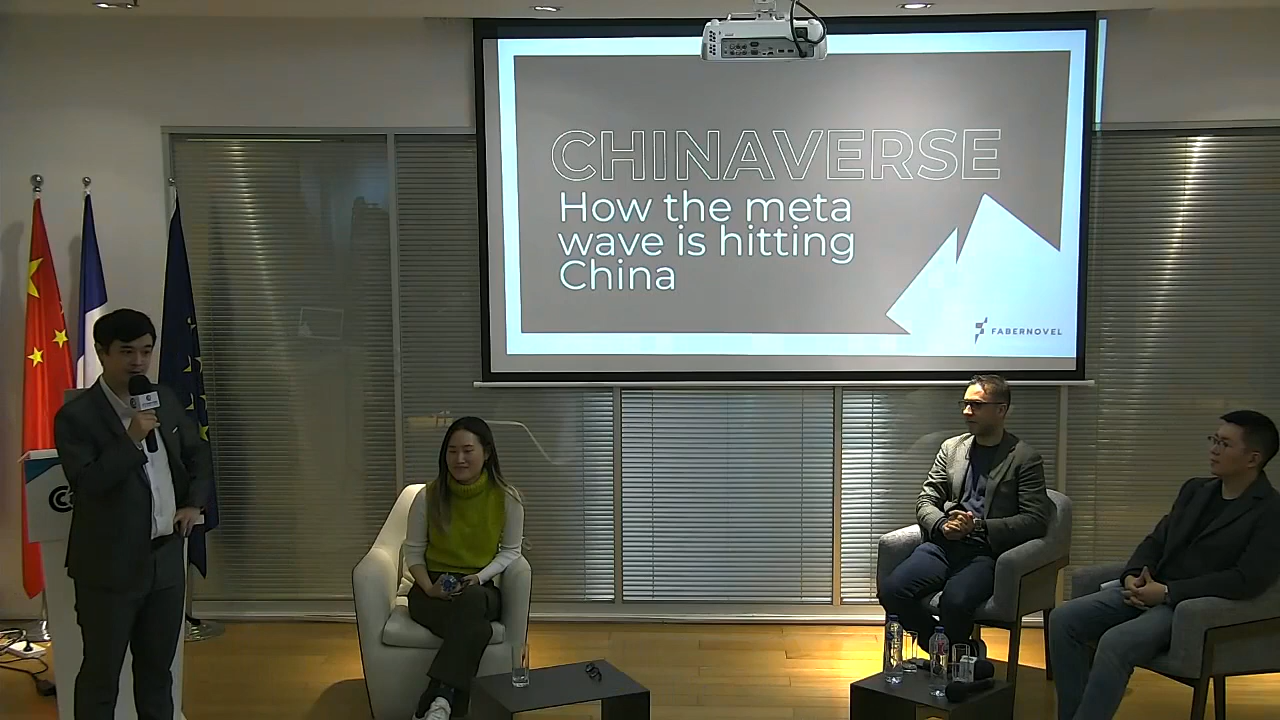 CHINAVERSE
How the meta
wave is hitting
China
FABERNOVEL